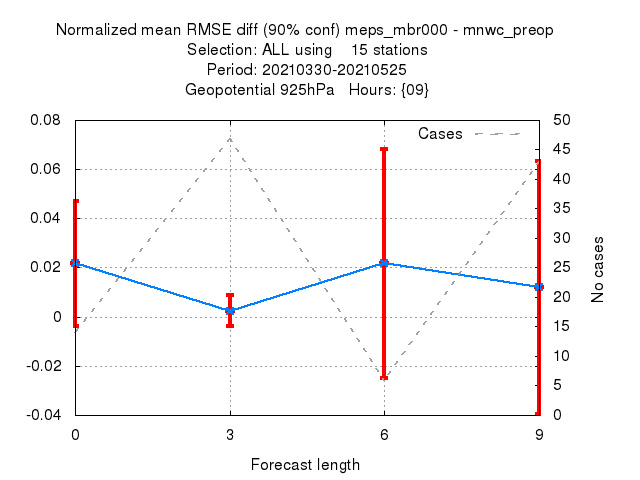 Normalized mean RMSE diff (90% conf) meps_mbr000 - mnwc_preop
Selection: ALL using    15 stations
Period: 20210330-20210525
Geopotential 925hPa   Hours: {09}
Cases
0.08
0.06
0.04
0.02
0
-0.02
-0.04
50
45
40
35
30
25
20
15
10
5
0
No cases
0 3 6 9
Forecast length